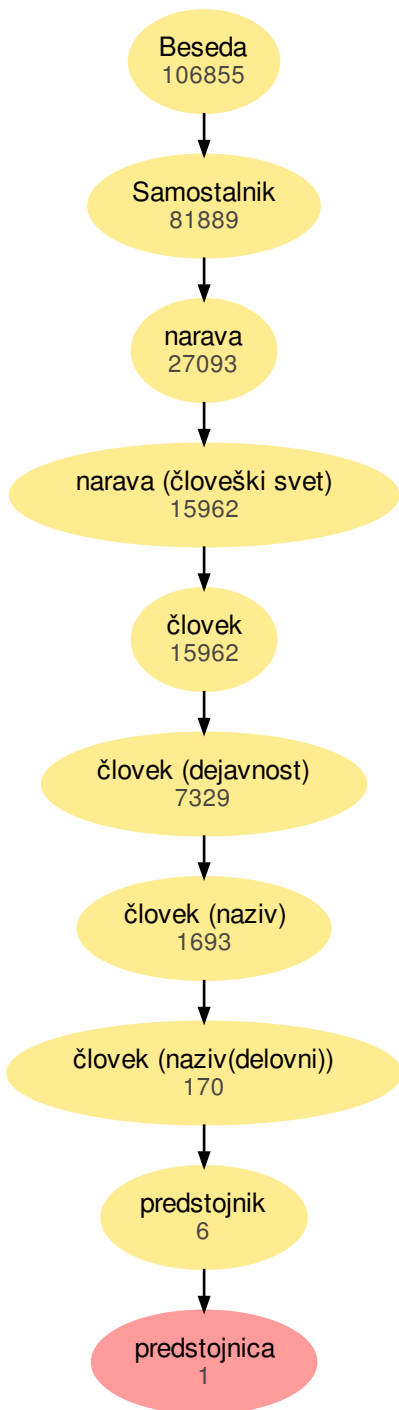 Beseda
106855
Samostalnik
81889
narava
27093
narava (človeški svet)
15962
človek
15962
človek (dejavnost)
7329
človek (naziv)
1693
človek (naziv(delovni))
170
predstojnik
6
predstojnica
1